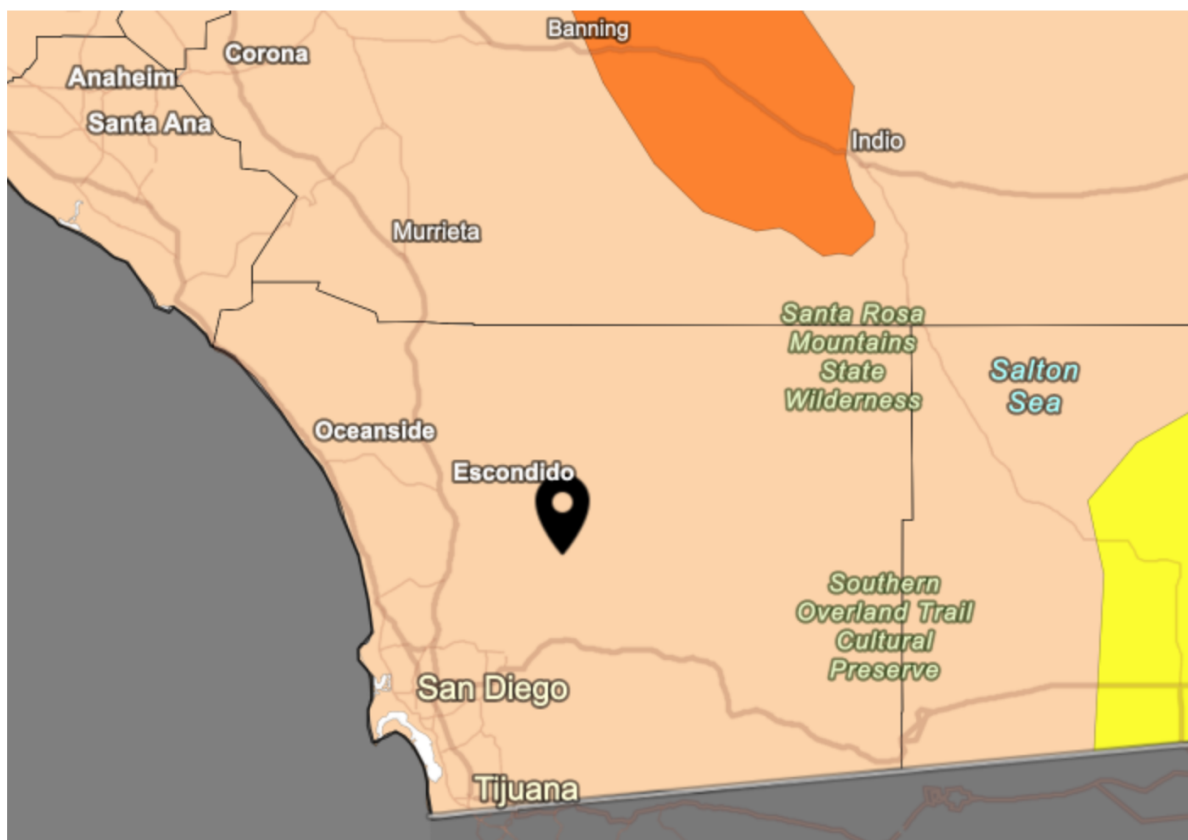 Banning
Corona
Anaheim
Santa Ana
Indio
Murrieta
Santa Rosa
Mountains
State
Wilderness
Salton
Sea
Oceanside
Escondido
Southern
Overland Trail
Cultural
Preserve
San Diego
Tijuana